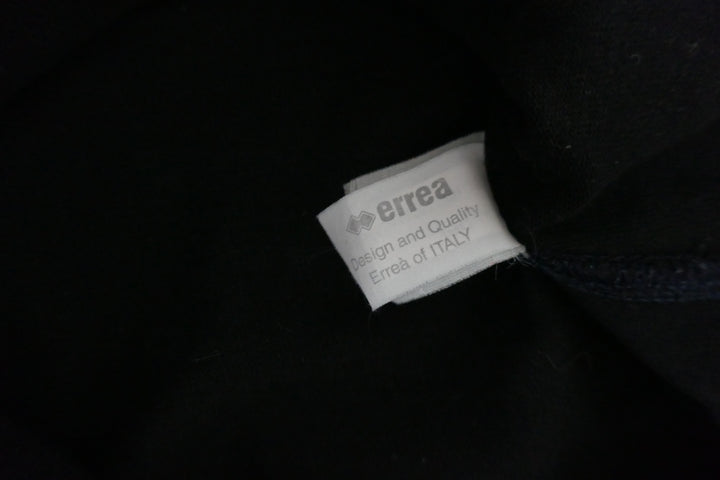 errea
Design and Quality
Erreà of ITALY